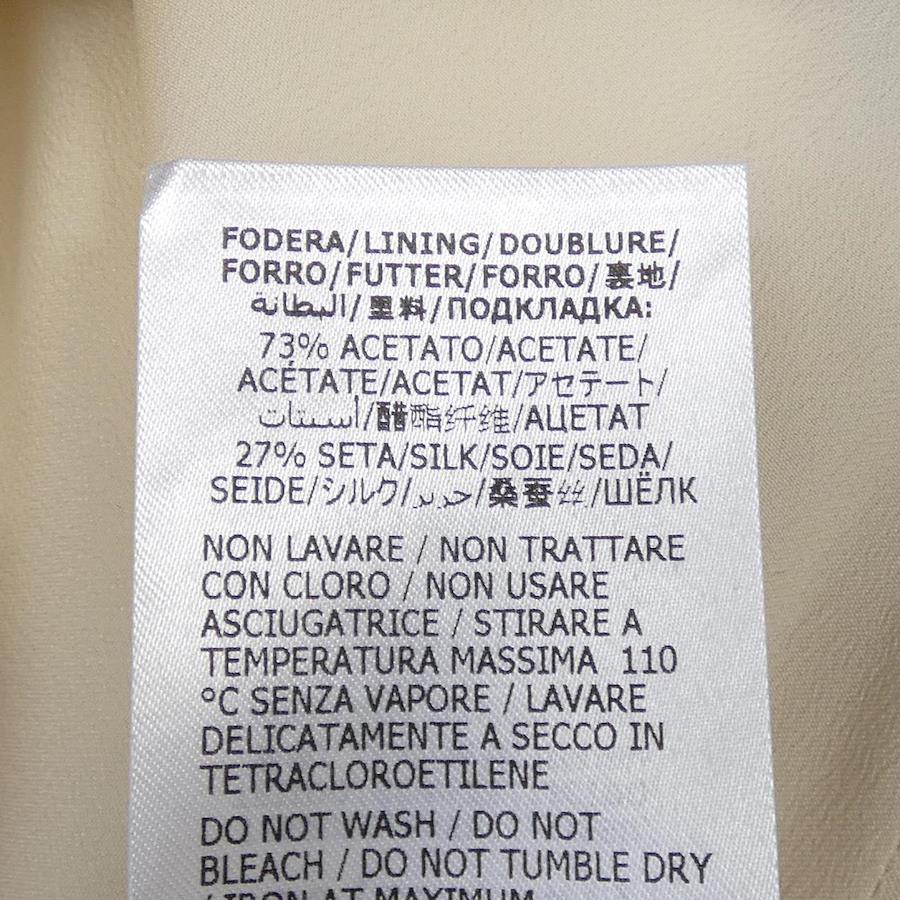 FODERA/LINING/DOUBLURE/
FORRO/FUTTER/FORRO/裏地/
البطانة/里料/ПОДКЛАДКА:
73% ACETATO/ACETATE/
ACÉTATE/ACETAT/アセテート/
أسيتات/醋酯纤维/АЦЕТАТ
27% SETA/SILK/SOIE/SEDA/
SEIDE/シルク/حرير/桑蚕丝/ШЁЛК
NON LAVARE / NON TRATTARE
CON CLORO / NON USARE
ASCIUGATRICE / STIRARE A
TEMPERATURA MASSIMA 110
°C SENZA VAPORE / LAVARE
DELICATAMENTE A SECCO IN
TETRACLOROETILENE
DO NOT WASH / DO NOT
BLEACH / DO NOT TUMBLE DRY
/ IRON AT MAXIMUM